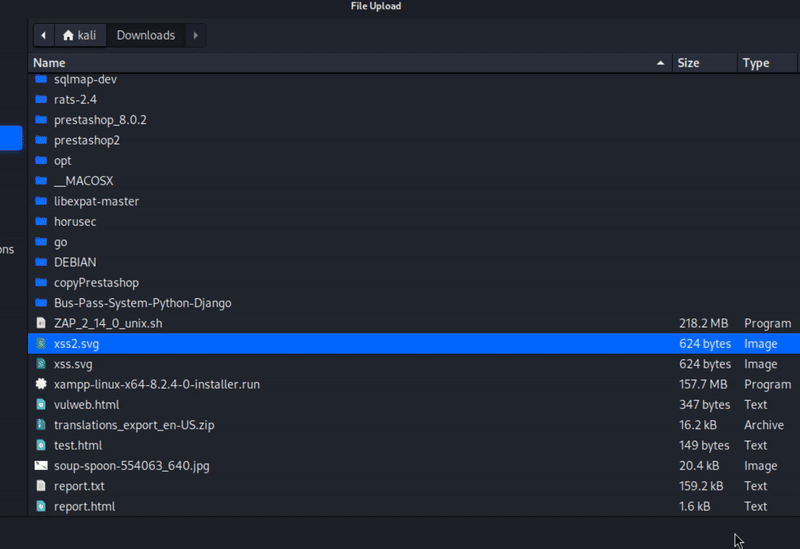 File Upload
kali Downloads
Name Size Type
sqlmap-dev
rats-2.4
prestashop_8.0.2
prestashop2
opt
__MACOSX
libexpat-master
horusec
ons
go
DEBIAN
copyPrestashop
Bus-Pass-System-Python-Django
ZAP_2_14_0_unix.sh 218.2 MB Program
xss2.svg 624 bytes Image
xss.svg 624 bytes Image
xampp-linux-x64-8.2.4-0-installer.run 157.7 MB Program
vulweb.html 347 bytes Text
translations_export_en-US.zip 16.2 kB Archive
test.html 149 bytes Text
soup-spoon-554063_640.jpg 20.4 kB Image
report.txt 159.2 kB Text
report.html 1.6 kB Text